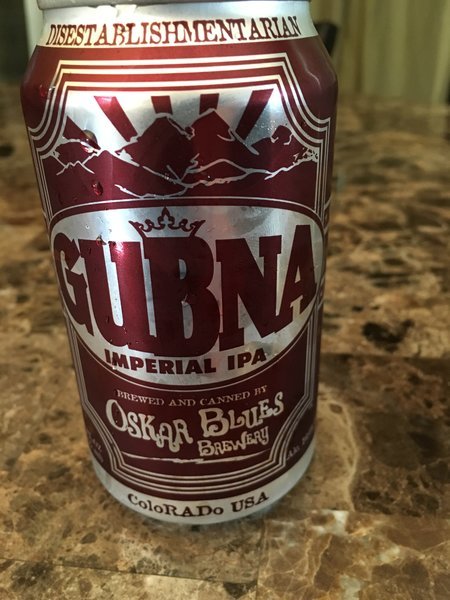 DISESTABLISHMENTARIAN
GUBNA
IMPERIAL IPA
BREWED AND CANNED BY
OSKAR BLUES
BREWERY
ColoRADo USA